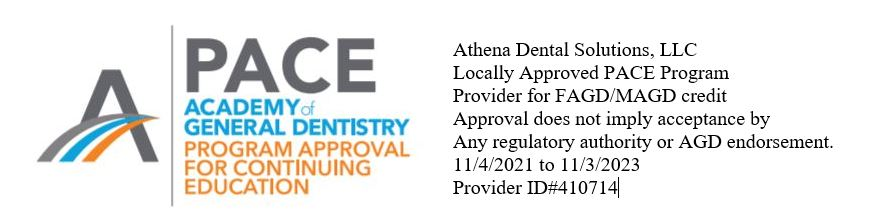 PACE
ACADEMY of
GENERAL DENTISTRY
PROGRAM APPROVAL
FOR CONTINUING
EDUCATION
Athena Dental Solutions, LLC
Locally Approved PACE Program
Provider for FAGD/MAGD credit
Approval does not imply acceptance by
Any regulatory authority or AGD endorsement.
11/4/2021 to 11/3/2023
Provider ID#410714